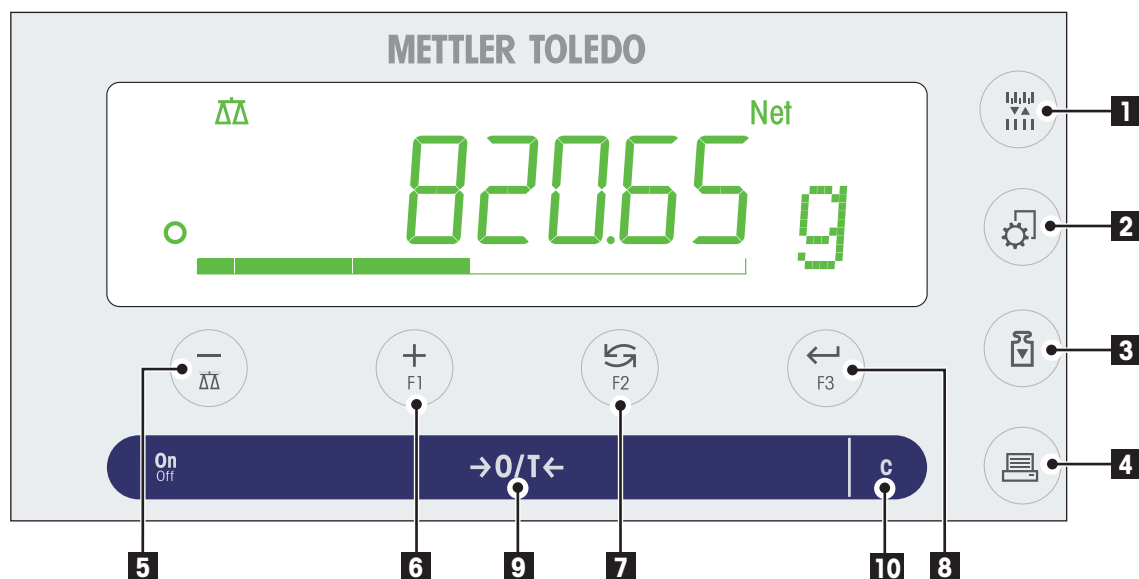 METTLER TOLEDO
Net
820.65 g
1
2
3
4
F1
F2
F3
On
Off
→0/T←
C
5
6
9
7
10
8